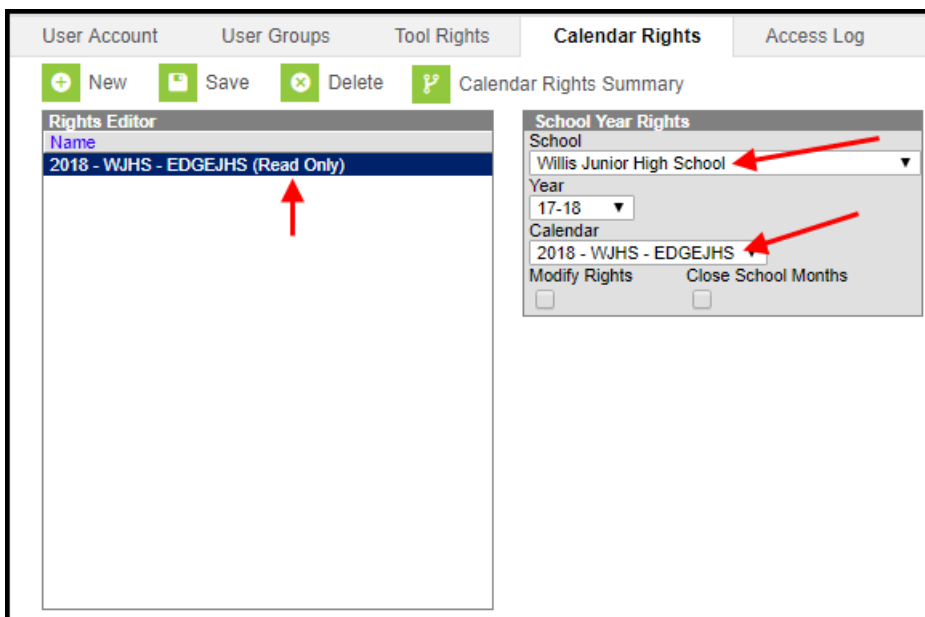 User Account User Groups Tool Rights Calendar Rights Access Log
New Save Delete Calendar Rights Summary
Rights Editor
Name
2018 - WJHS - EDGEJHS (Read Only)
School Year Rights
School
Willis Junior High School
Year
17-18
Calendar
2018 - WJHS - EDGEJHS
Modify Rights Close School Months